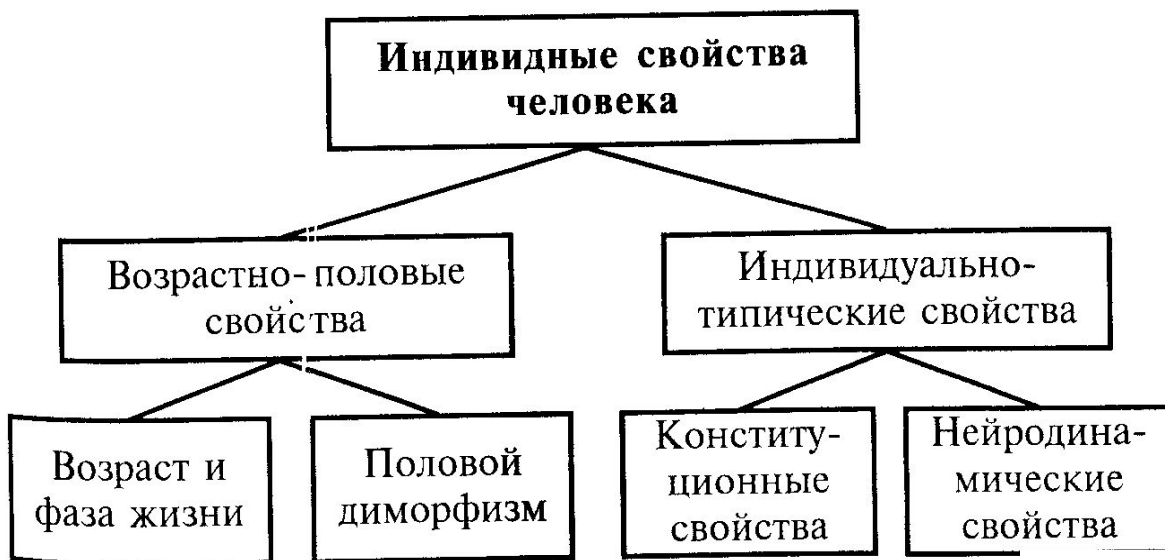 Индивидные свойства
человека
Возрастно-половые
свойства
Индивидуально-
типические свойства
Возраст и
фаза жизни
Половой
диморфизм
Конститу-
ционные
свойства
Нейродина-
мические
свойства